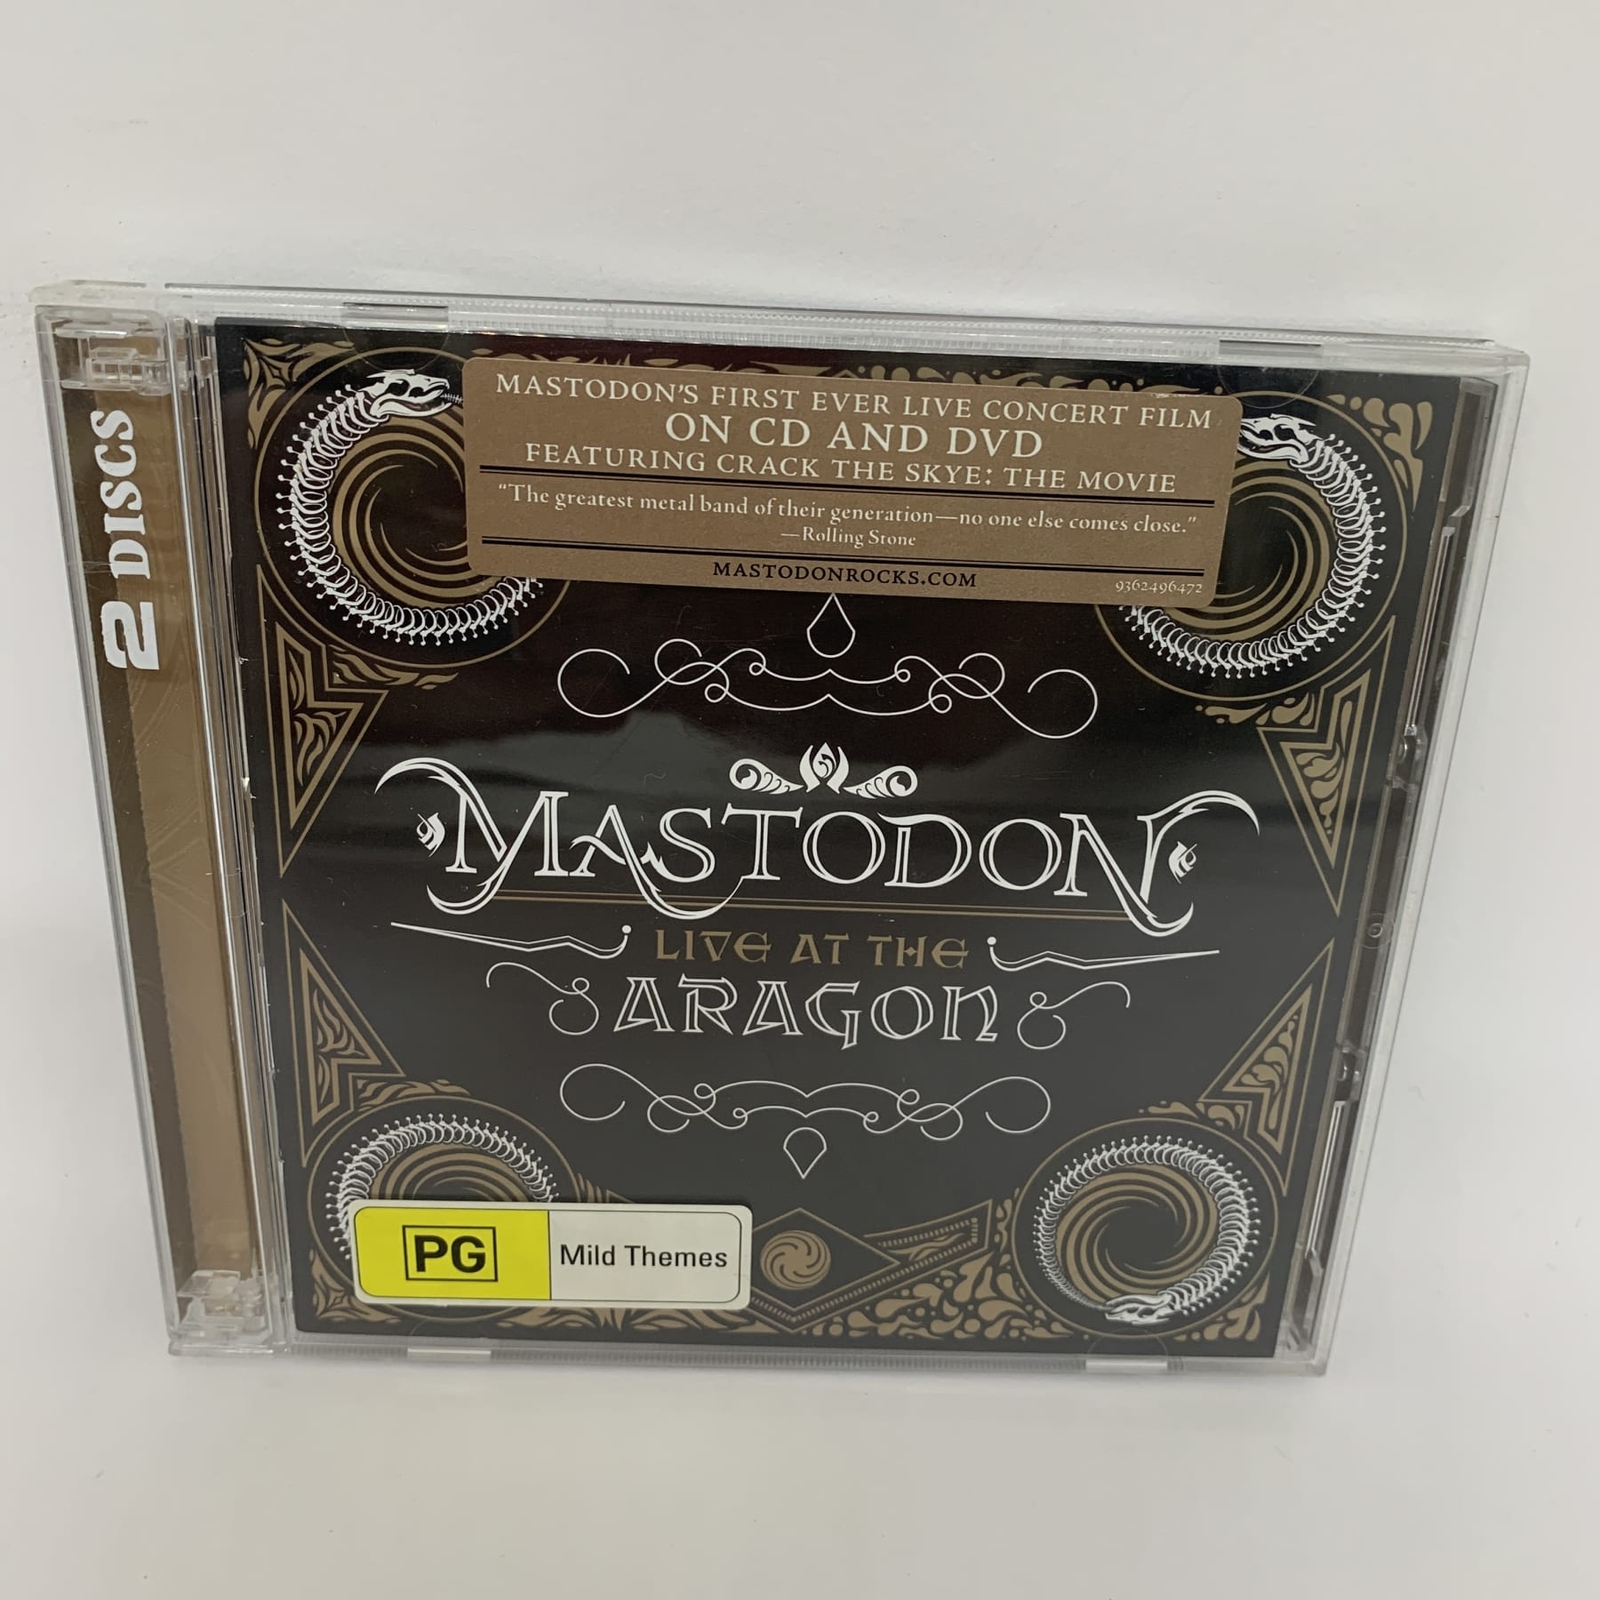 2 DISCS
MASTODON'S FIRST EVER LIVE CONCERT FILM
ON CD AND DVD
FEATURING CRACK THE SKYE: THE MOVIE
"The greatest metal band of their generation—no one else comes close."
—Rolling Stone
MASTODONROCKS.COM
9362496472
MASTODON
LIVE AT THE
ARAGON
PG
Mild Themes